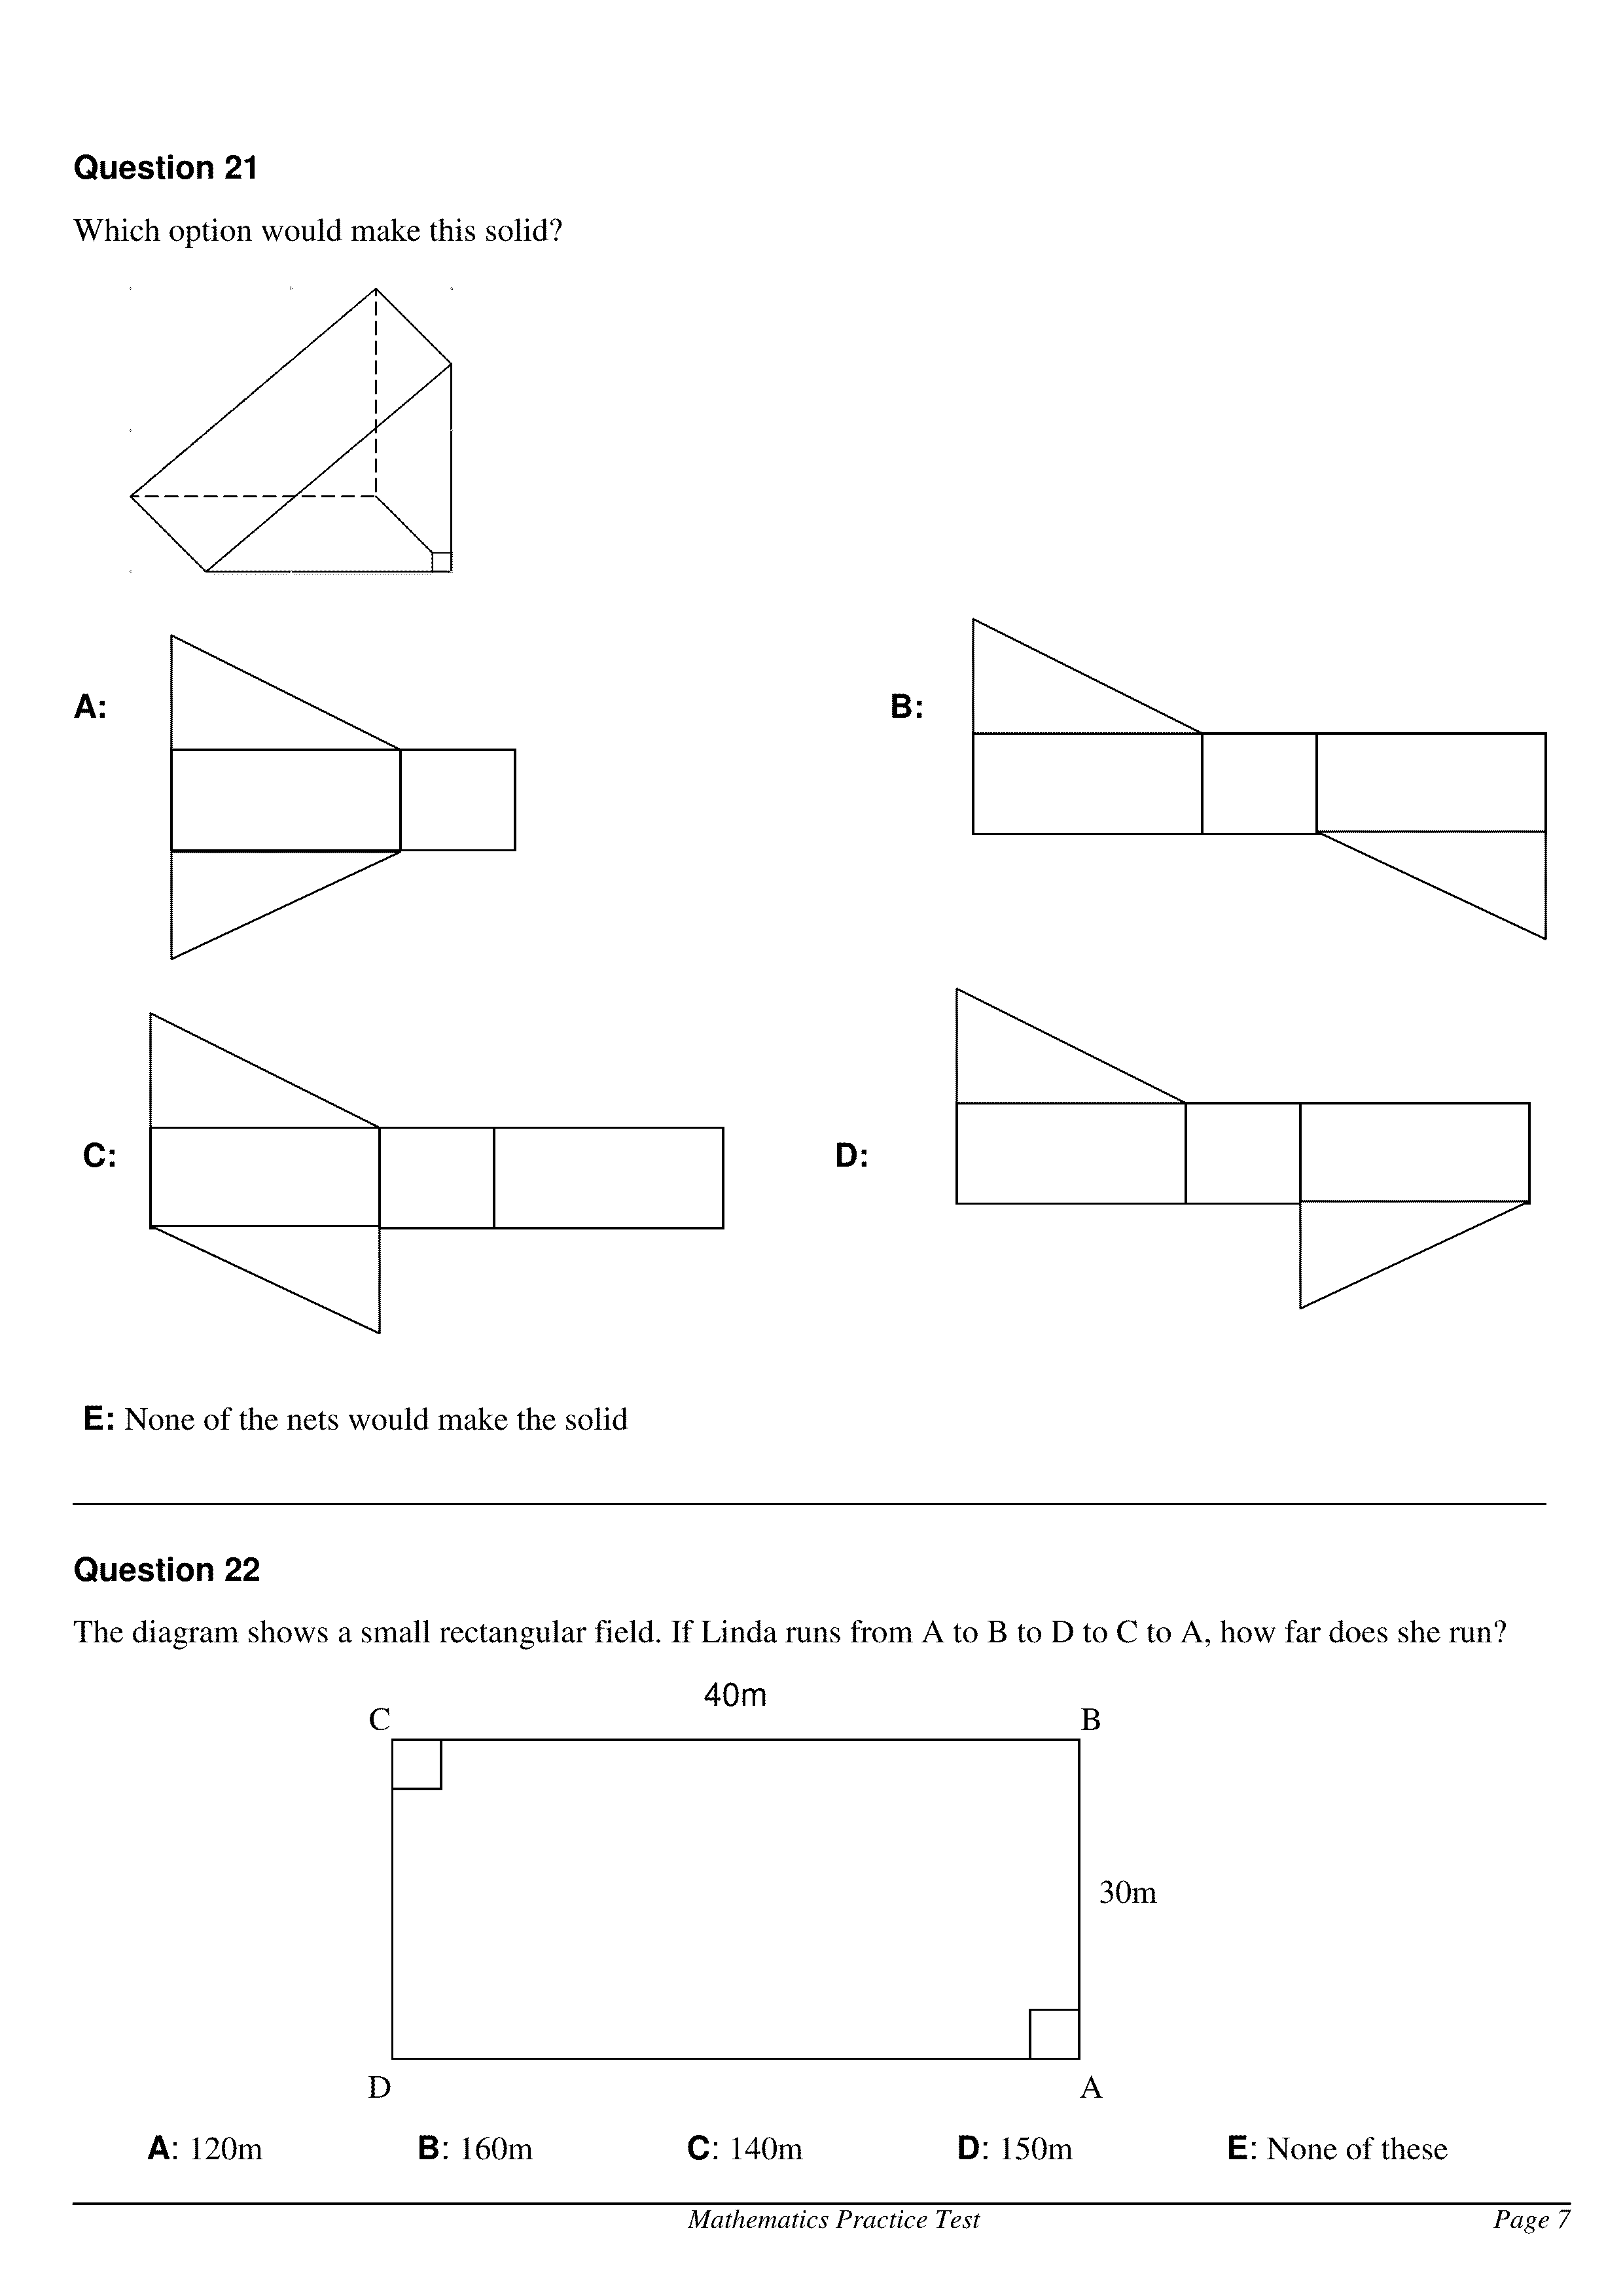 Question 21
Which option would make this solid?
A:
B:
C:
D:
E: None of the nets would make the solid
Question 22
The diagram shows a small rectangular field. If Linda runs from A to B to D to C to A, how far does she run?
40m
C
B
30m
D
A
A: 120m B: 160m C: 140m D: 150m E: None of these
Mathematics Practice Test Page 7